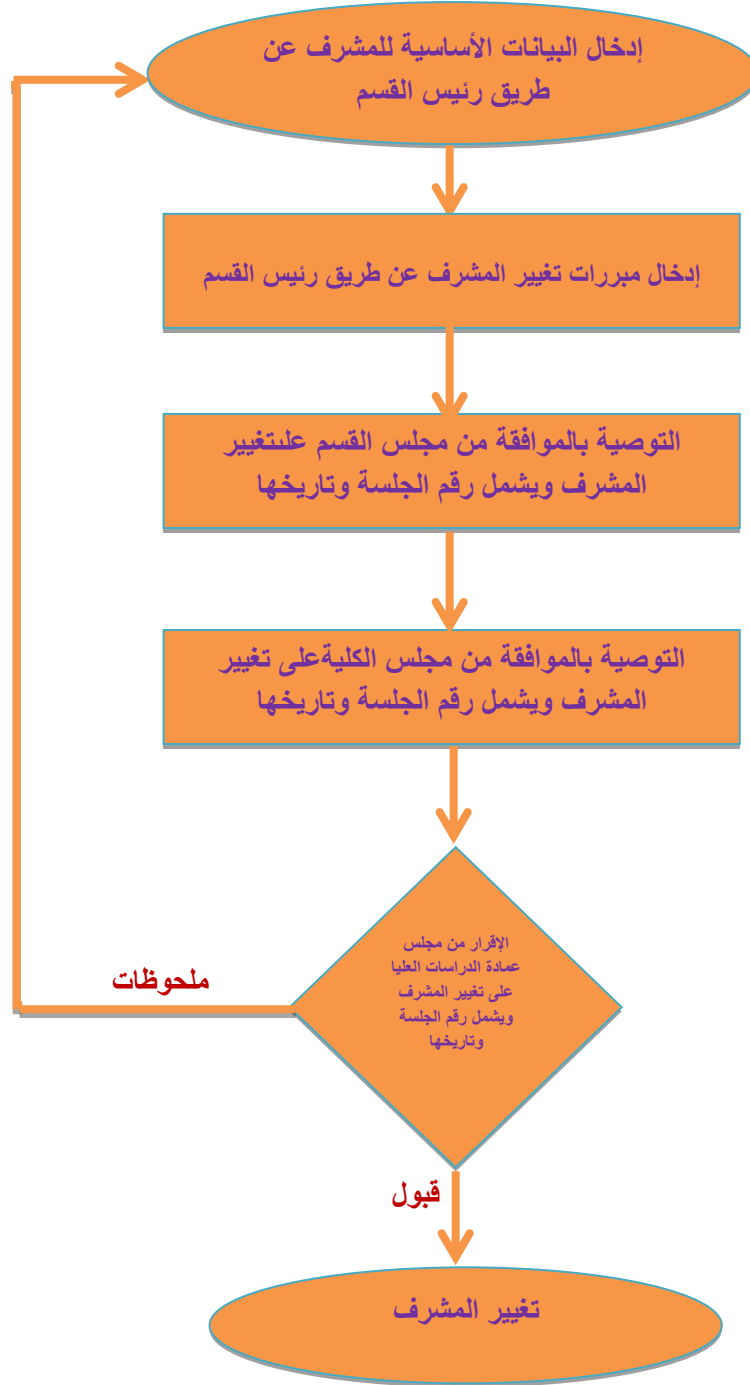 إدخال البيانات الأساسية للمشرف عن
طريق رئيس القسم
إدخال مبررات تغيير المشرف عن طريق رئيس القسم
التوصية بالموافقة من مجلس القسم علىتغيير
المشرف ويشمل رقم الجلسة وتاريخها
التوصية بالموافقة من مجلس الكليةعلى تغيير
المشرف ويشمل رقم الجلسة وتاريخها
الإقرار من مجلس
عمادة الدراسات العليا
على تغيير المشرف
ويشمل رقم الجلسة
وتاريخها
ملحوظات
قبول
تغيير المشرف